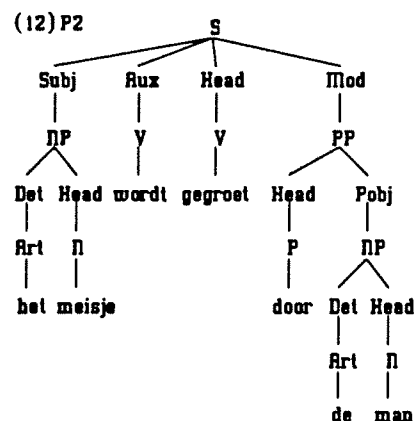 (12) P2
S
Subj Aux Head Mod
NP V V PP
Det Head wordt gegroet Head Pobj
Art N P NP
het meisje door Det Head
Art N
de man